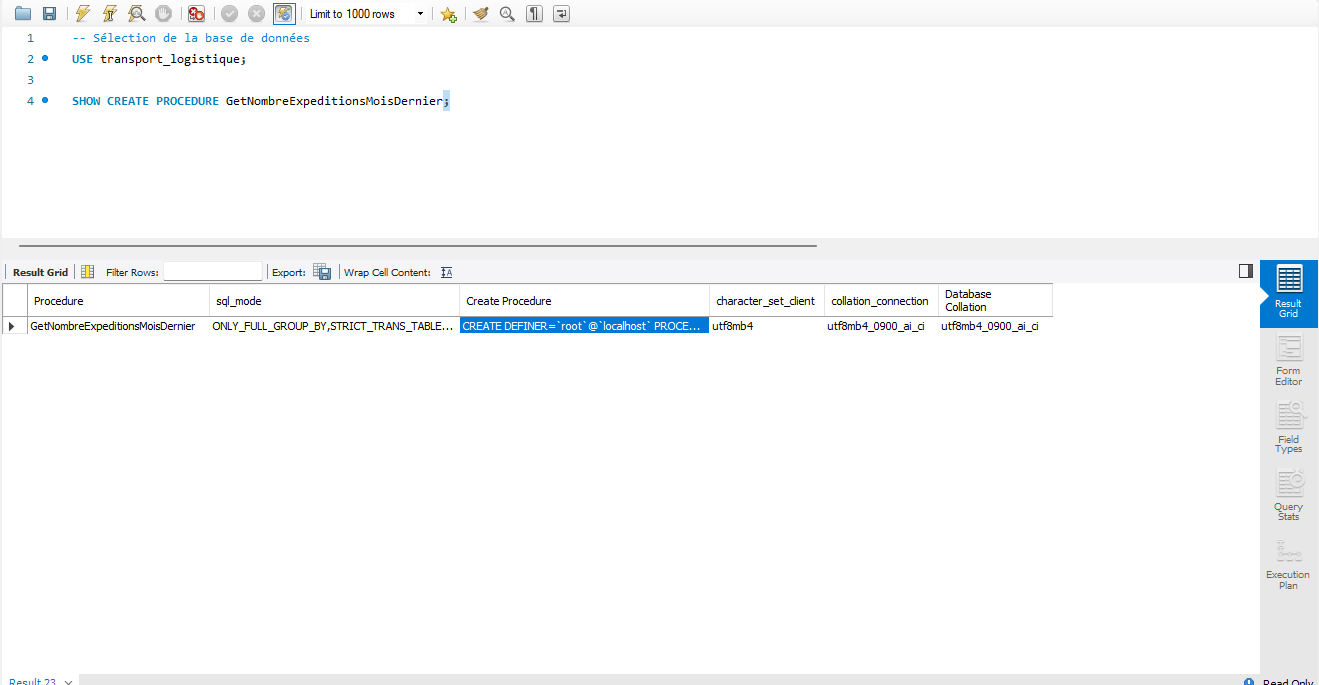 Limit to 1000 rows
1 -- Sélection de la base de données
2 USE transport_logistique;
3
4 SHOW CREATE PROCEDURE GetNombreExpeditionsMoisDernier;
Result Grid Filter Rows: Export: Wrap Cell Content:
Procedure sql_mode Create Procedure character_set_client collation_connection Database Collation
GetNombreExpeditionsMoisDernier ONLY_FULL_GROUP_BY,STRICT_TRANS_TABLE... CREATE DEFINER=`root`@`localhost` PROCE... utf8mb4 utf8mb4_0900_ai_ci utf8mb4_0900_ai_ci
Result
Grid
Form
Editor
Field
Types
Query
Stats
Execution
Plan
Result 23 Read Only